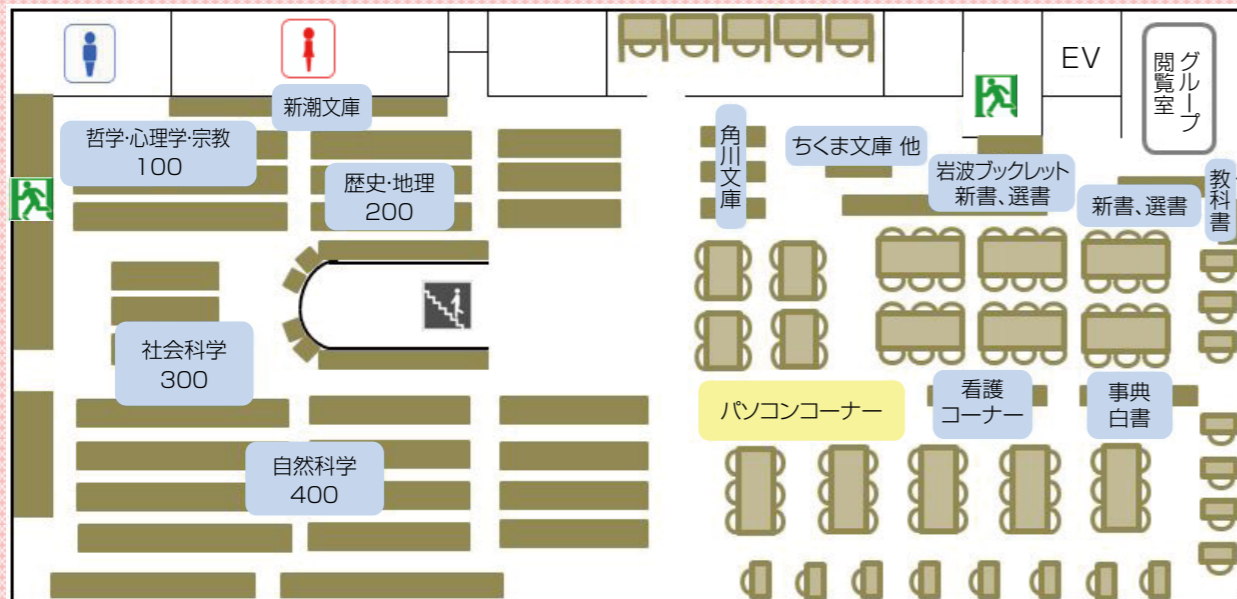 EV
グループ
閲覧室
新潮文庫
哲学・心理学・宗教
100
歴史・地理
200
角川文庫
ちくま文庫 他
岩波ブックレット
新書、選書
新書、選書
教科書
社会科学
300
パソコンコーナー
看護
コーナー
事典
白書
自然科学
400